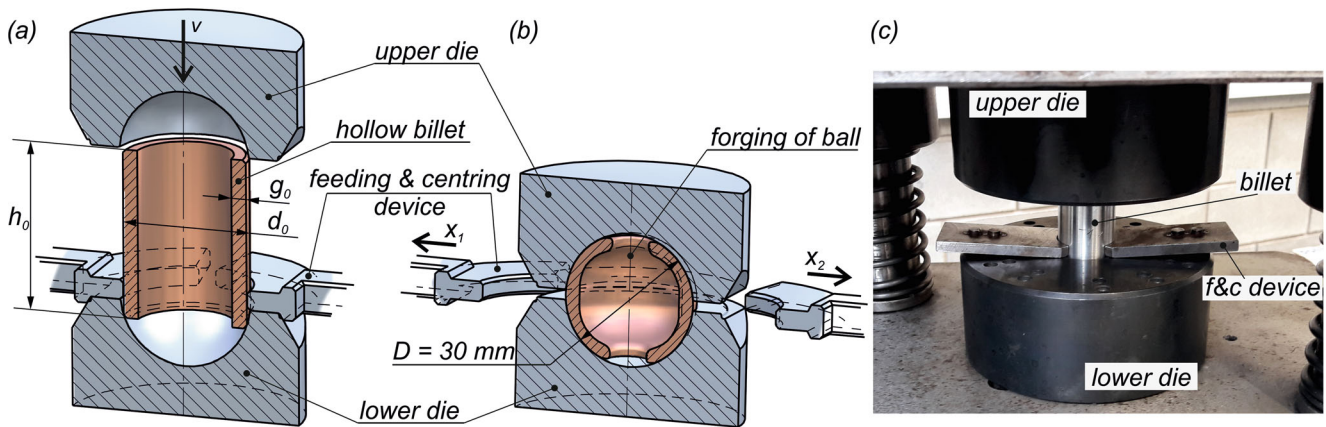 (a)
v
upper die
hollow billet
feeding & centring
device
g₀
d₀
h₀
lower die
(b)
x₁
forging of ball
x₂
D = 30 mm
(c)
upper die
billet
f&c device
lower die